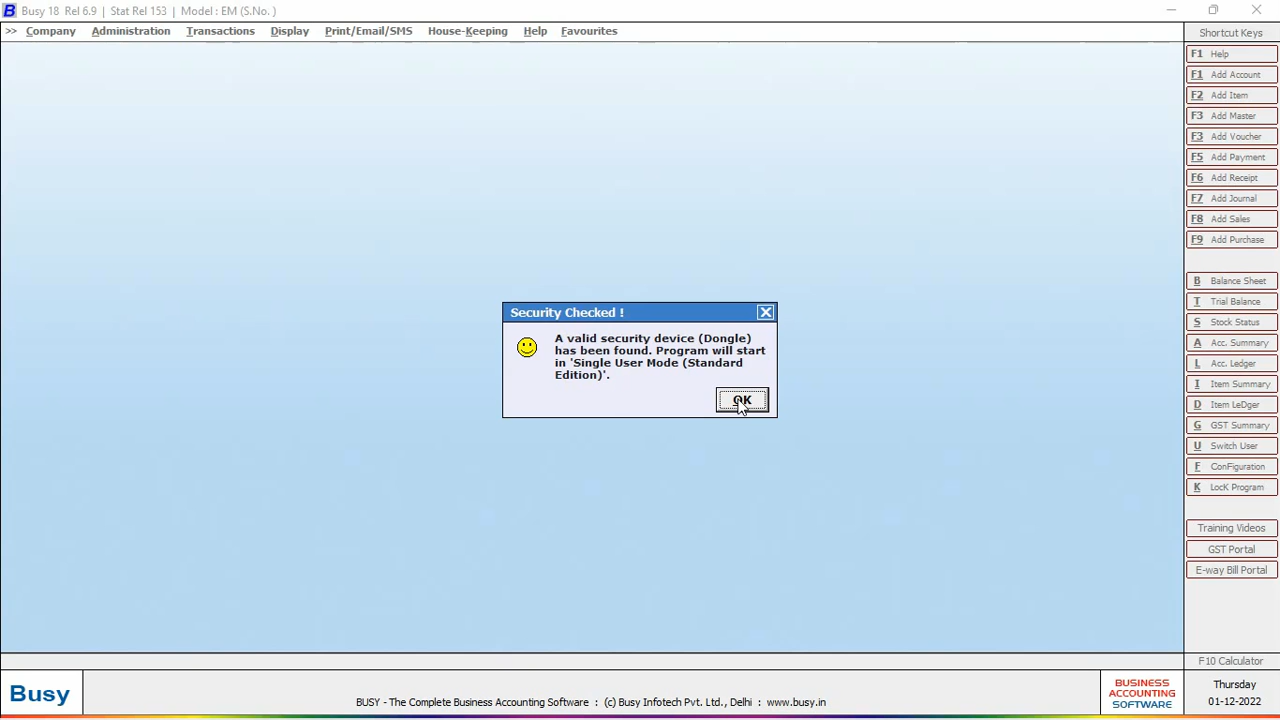 Busy 18 Rel 6.9 | Stat Rel 153 | Model : EM (S.No. )
>> Company Administration Transactions Display Print/Email/SMS House-Keeping Help Favourites
Shortcut Keys
F1 Help
F1 Add Account
F2 Add Item
F3 Add Master
F3 Add Voucher
F5 Add Payment
F6 Add Receipt
F7 Add Journal
F8 Add Sales
F9 Add Purchase
B Balance Sheet
T Trial Balance
S Stock Status
A Acc. Summary
L Acc. Ledger
I Item Summary
D Item LeDger
G GST Summary
U Switch User
F ConFiguration
K LocK Program
Training Videos
GST Portal
E-way Bill Portal
Security Checked !
A valid security device (Dongle)
has been found. Program will start
in 'Single User Mode (Standard
Edition)'.
OK
F10 Calculator
Busy
BUSY - The Complete Business Accounting Software : (c) Busy Infotech Pvt. Ltd., Delhi : www.busy.in
BUSINESS
ACCOUNTING
SOFTWARE
Thursday
01-12-2022